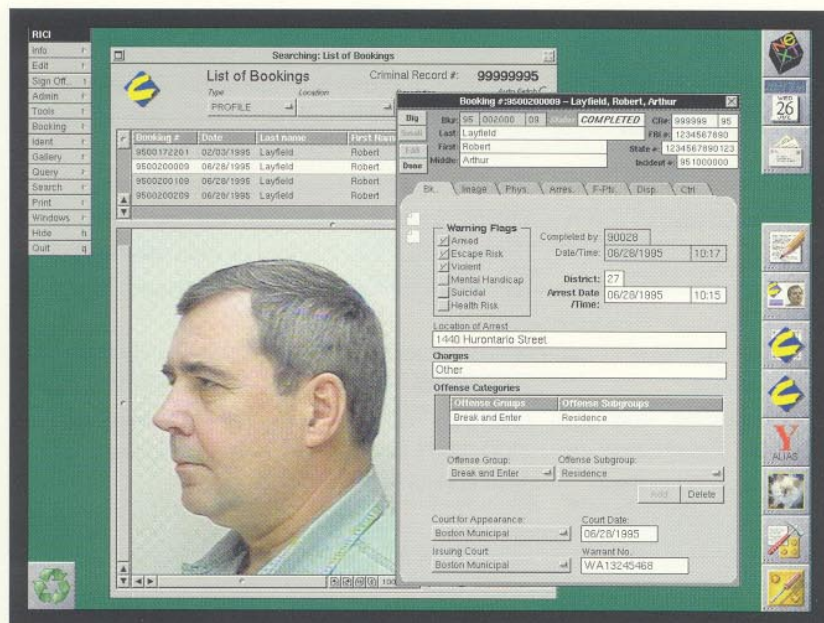 RICI
Info r
Edit r
Sign Off... 1
Admin r
Tools r
Booking r
Ident r
Gallery r
Query r
Search r
Print r
Windows r
Hide h
Quit q
Searching: List of Bookings
List of Bookings
Criminal Record #: 99999995
Type
Location
PROFILE
Booking # Date Last name First Name
9500172201 02/03/1995 Layfield Robert
9500200009 06/28/1995 Layfield Robert
9500200109 06/28/1995 Layfield Robert
9500200209 06/28/1995 Layfield Robert
Booking #:9500200009 – Layfield, Robert, Arthur
Big
Small
Edit
Done
Bk#: 95 002000 09 COMPLETED CR#: 999999 95
Last: Layfield FBI #: 1234567890
First: Robert State #: 1234567890123
Middle: Arthur Incident #: 951000000
Bk. Image Phys. Arres. F-Ptr. Disp. Ctrl
Warning Flags
Armed
Escape Risk
Violent
Mental Handicap
Suicidal
Health Risk
Completed by: 90028
Date/Time: 06/28/1995 10:17
District: 27
Arrest Date 06/28/1995 10:15
/Time:
Location of Arrest
1440 Hurontario Street
Charges
Other
Offense Categories
Offense Groups Offense Subgroups
Break and Enter Residence
Offense Group: Offense Subgroup:
Break and Enter Residence
Add Delete
Court for Appearance: Court Date:
Boston Municipal 06/28/1995
Issuing Court Warrant No.
Boston Municipal WA13245468
NeXT
WED
26
Y
ALIAS